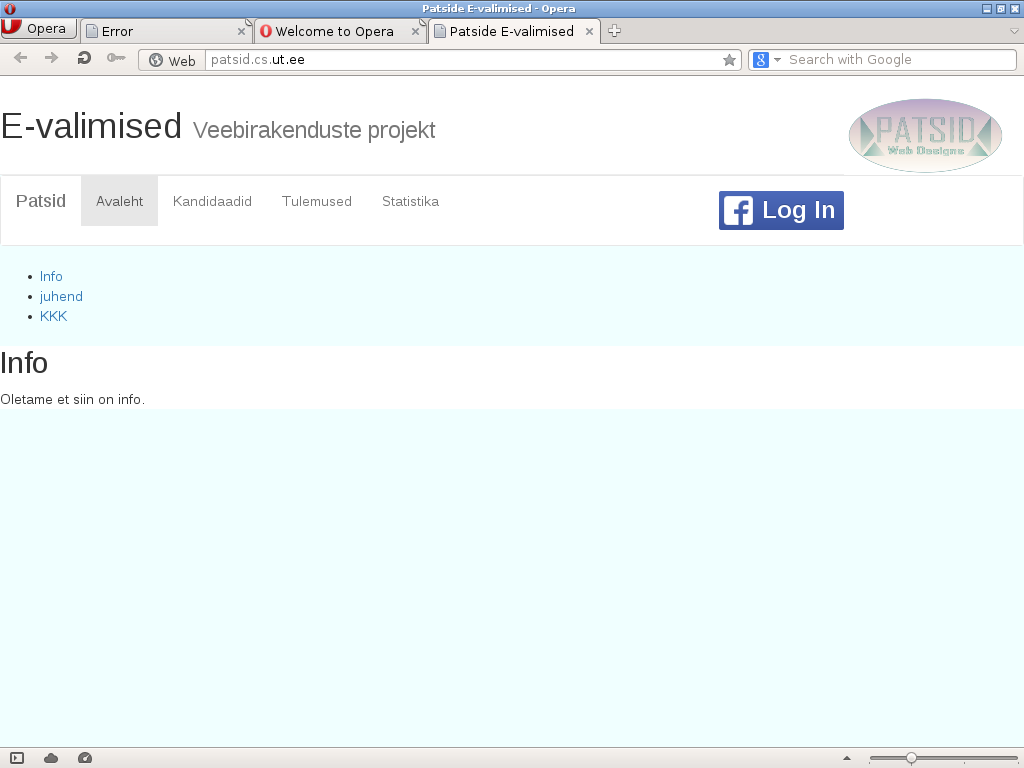 Patside E-valimised - Opera
Opera
Error
Welcome to Opera
Patside E-valimised
Web
patsid.cs.ut.ee
Search with Google
E-valimised Veebirakenduste projekt
PATSID
Web Designs
Patsid
Avaleht
Kandidaadid
Tulemused
Statistika
Log In
Info
juhend
KKK
Info
Oletame et siin on info.